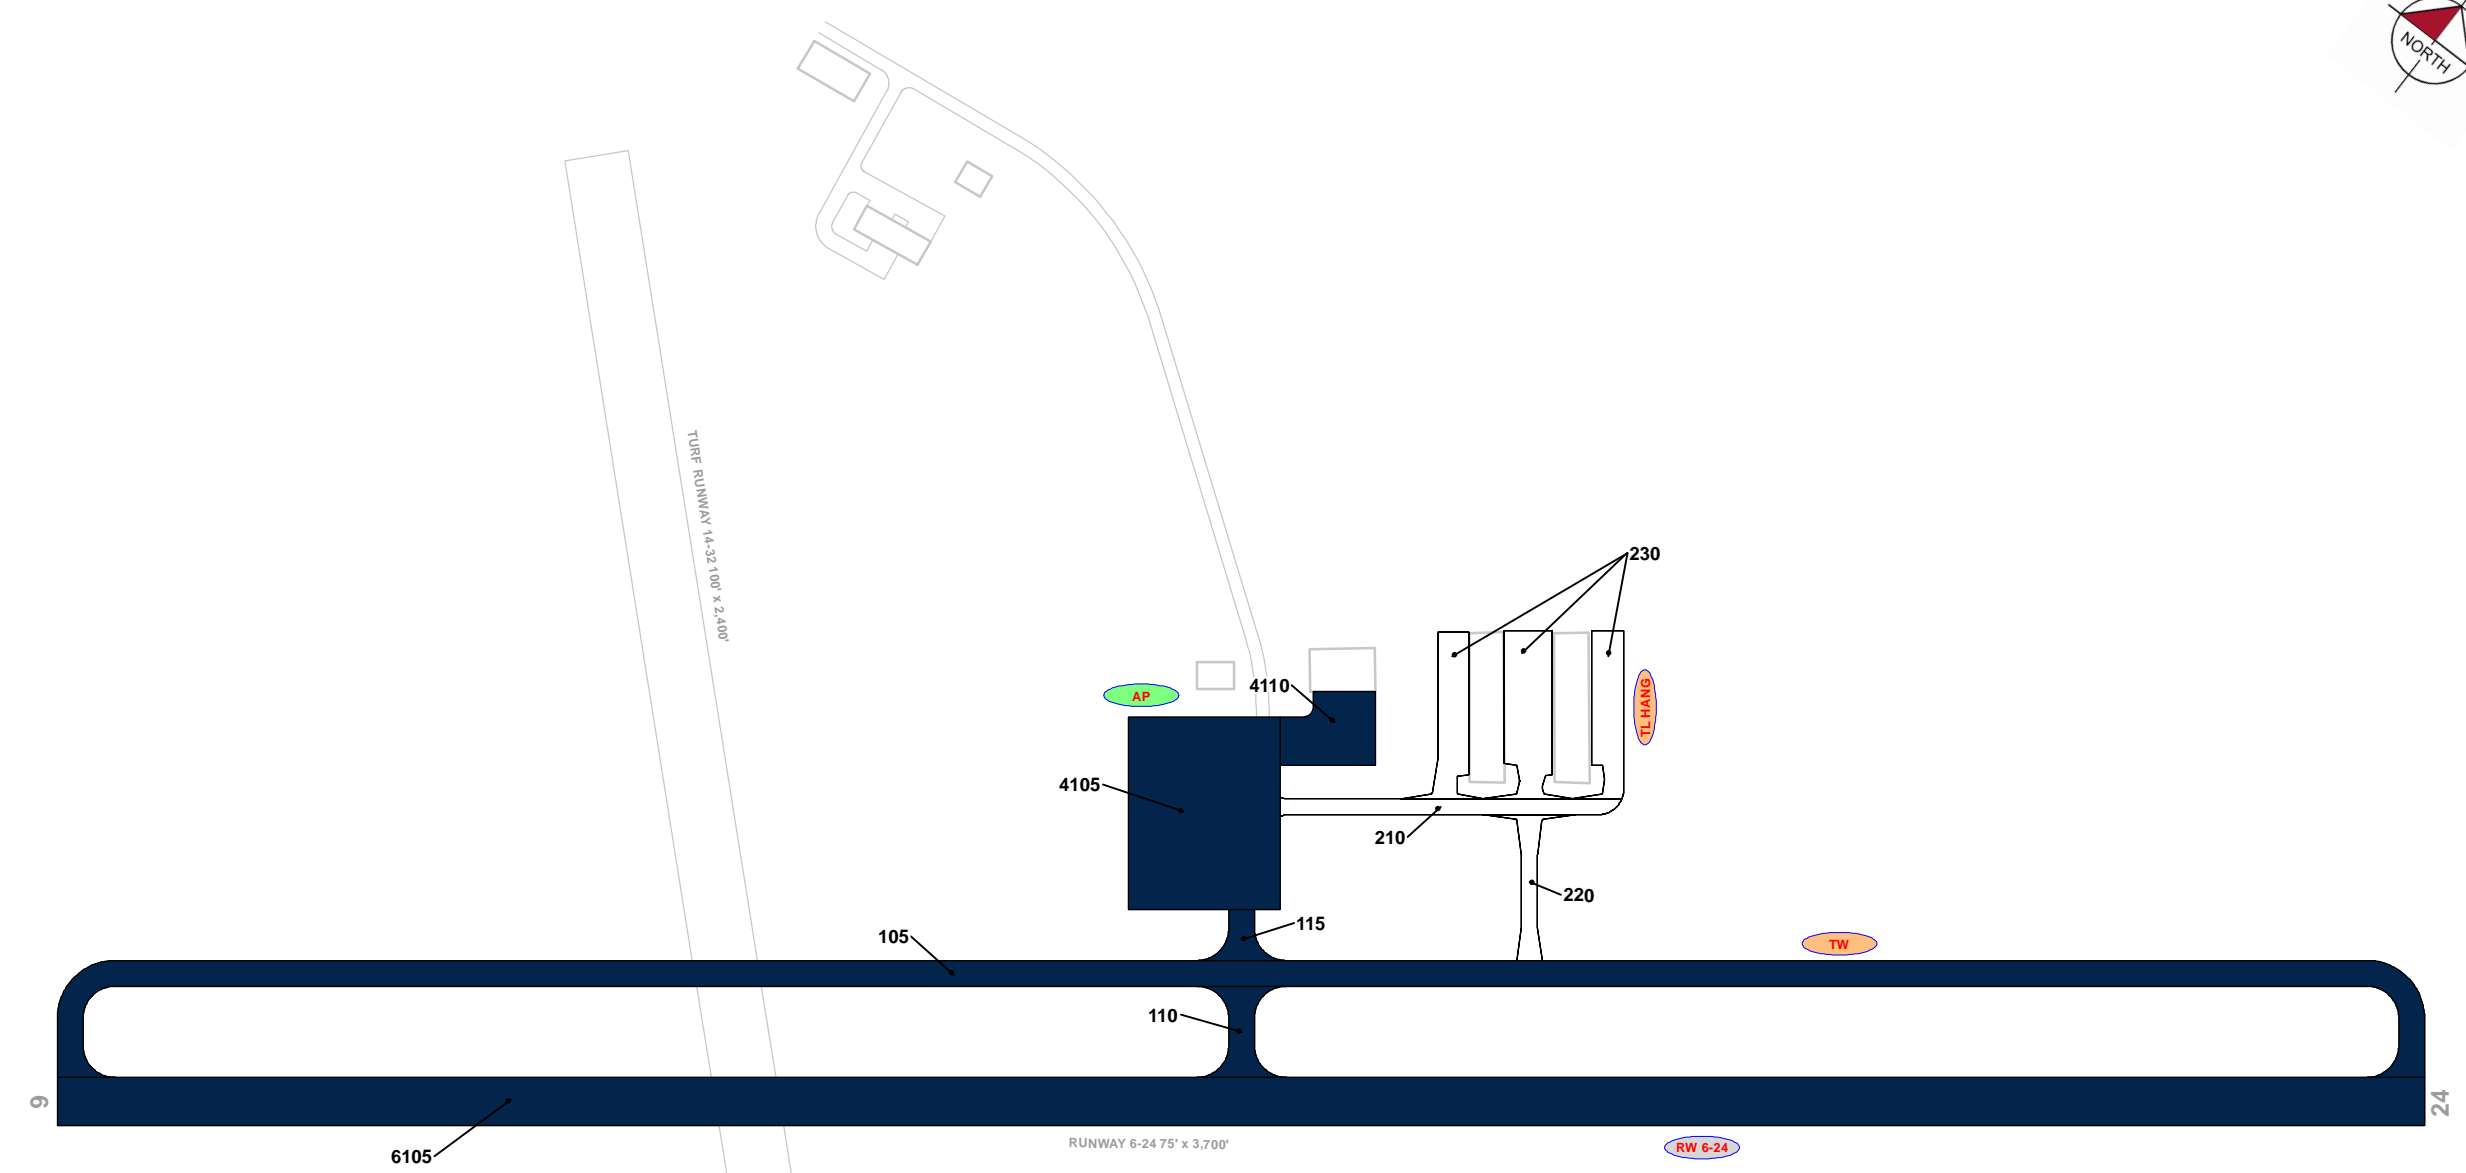 NORTH
TURF RUNWAY 14-32 100' x 2,400'
230
4110
AP
TL HANG
4105
210
220
115
105
TW
110
6
24
RUNWAY 6-24 75' x 3,700'
RW 6-24
6105